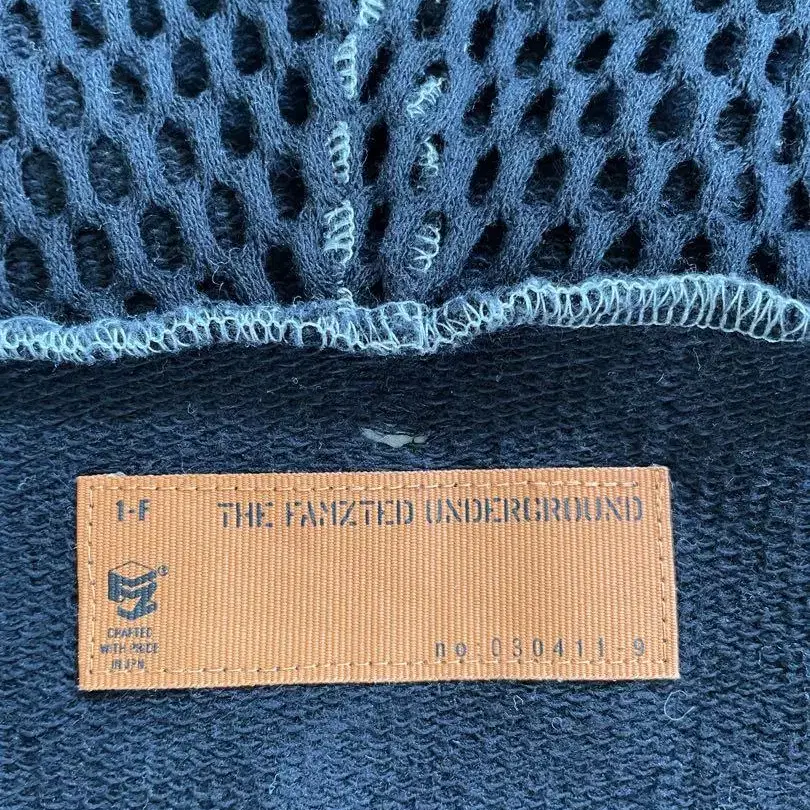 1-F
THE FAMZTED UNDERGROUND
®
CRAFTED
WITH PRIDE
IN JPN
no:030411-9